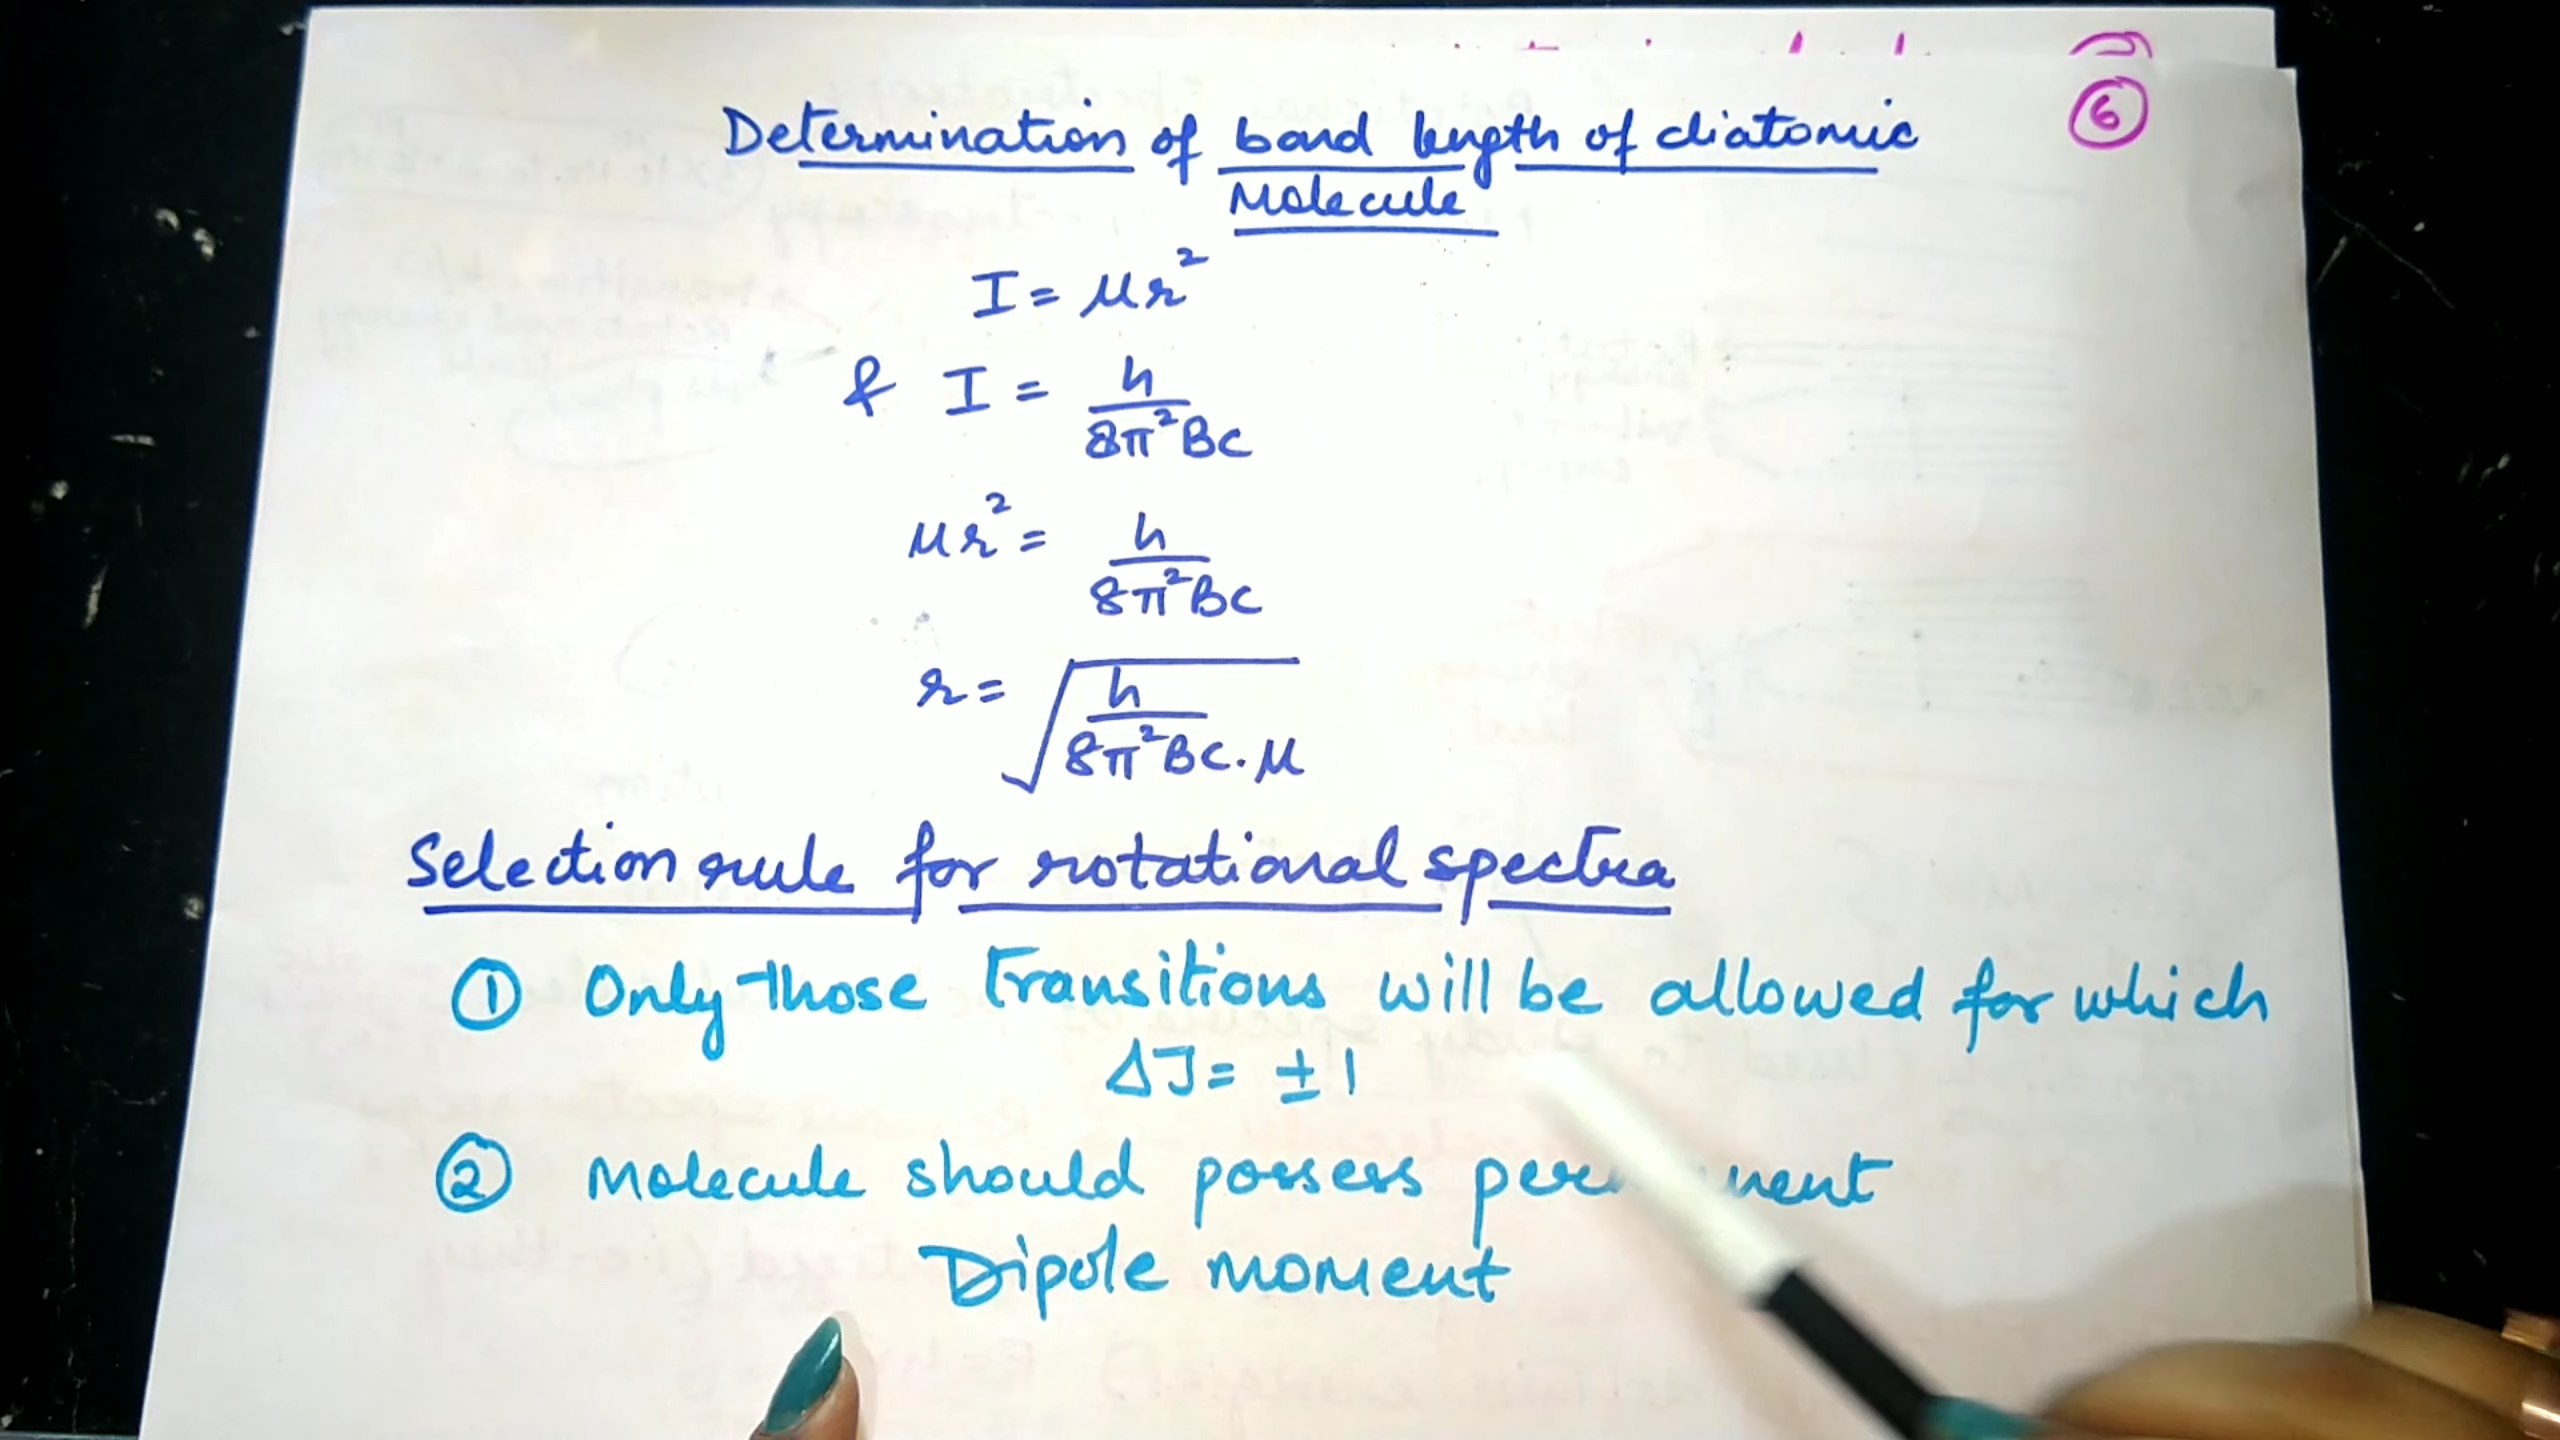 6
Determination of bond length of diatomic
Molecule
I = μr²
& I = h / 8π²BC
μr² = h / 8π²BC
r = √(h / 8π²BC.μ)
Selection rule for rotational spectra
① Only those transitions will be allowed for which
ΔJ = ± 1
② Molecule should possess
Dipole moment